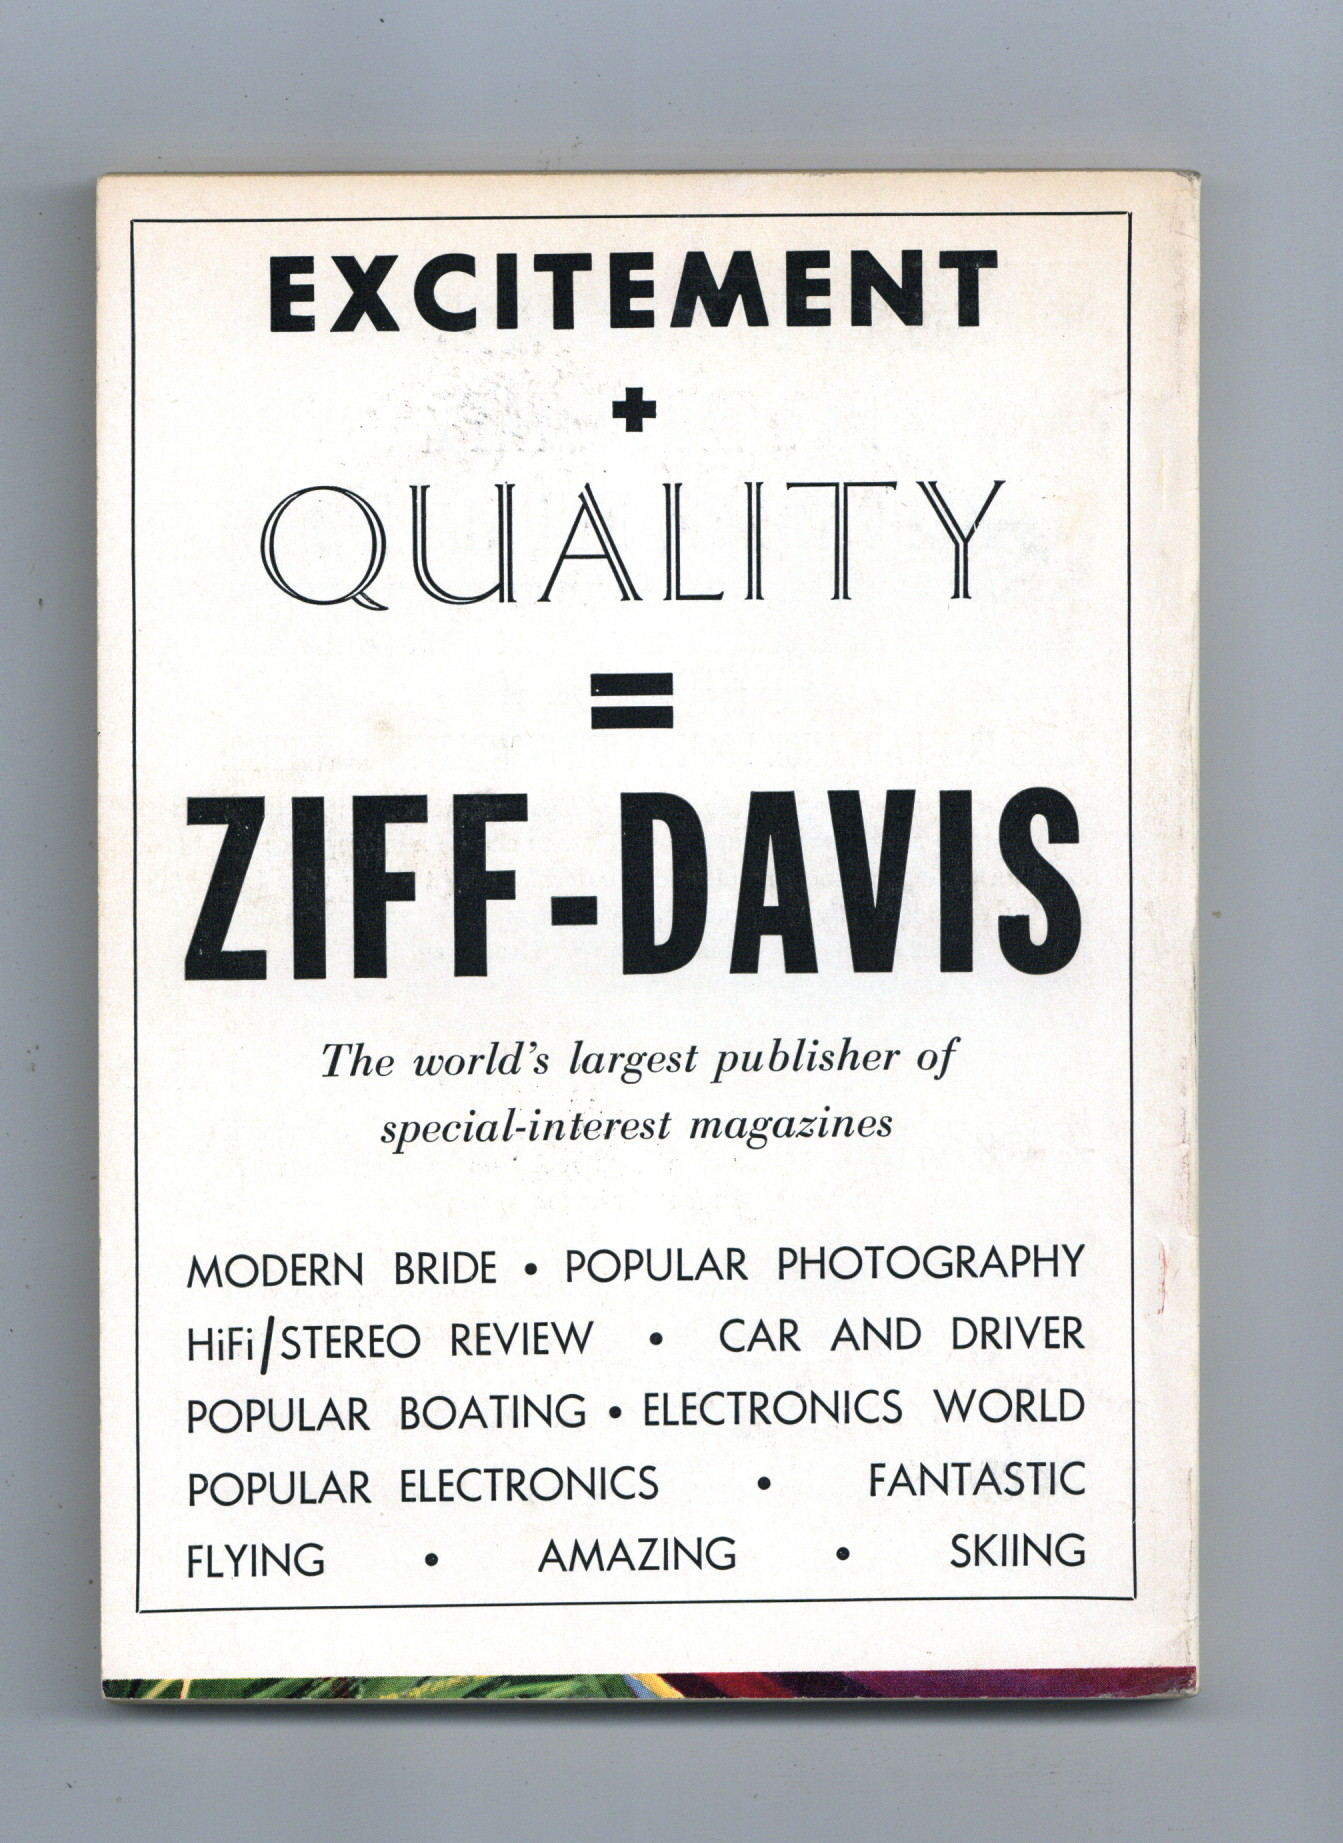 EXCITEMENT
+
QUALITY
=
ZIFF-DAVIS
The world's largest publisher of
special-interest magazines
MODERN BRIDE • POPULAR PHOTOGRAPHY
HiFi/STEREO REVIEW • CAR AND DRIVER
POPULAR BOATING • ELECTRONICS WORLD
POPULAR ELECTRONICS • FANTASTIC
FLYING • AMAZING • SKIING